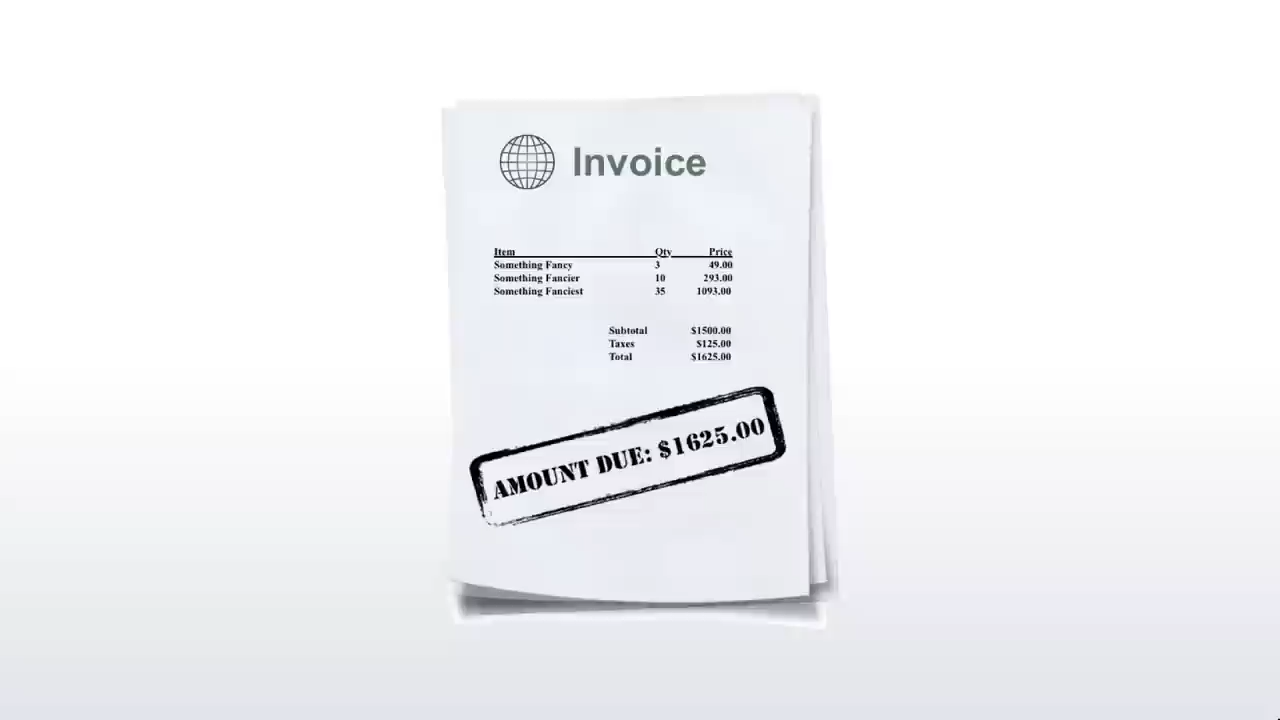 Invoice
Item Qty Price
Something Fancy 3 49.00
Something Fancier 10 293.00
Something Fanciest 35 1093.00
Subtotal $1500.00
Taxes $125.00
Total $1625.00
AMOUNT DUE: $1625.00